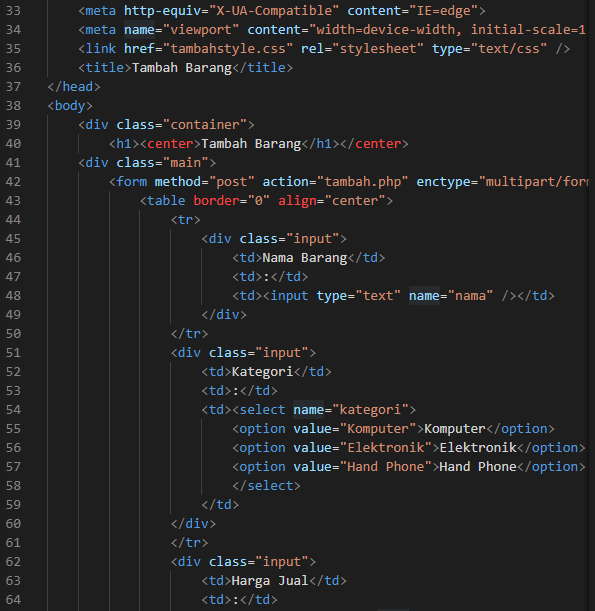 33 <meta http-equiv="X-UA-Compatible" content="IE=edge">
34 <meta name="viewport" content="width=device-width, initial-scale=1
35 <link href="tambahstyle.css" rel="stylesheet" type="text/css" />
36 <title>Tambah Barang</title>
37 </head>
38 <body>
39 <div class="container">
40 <h1><center>Tambah Barang</h1></center>
41 <div class="main">
42 <form method="post" action="tambah.php" enctype="multipart/for
43 <table border="0" align="center">
44 <tr>
45 <div class="input">
46 <td>Nama Barang</td>
47 <td>:</td>
48 <td><input type="text" name="nama" /></td>
49 </div>
50 </tr>
51 <div class="input">
52 <td>Kategori</td>
53 <td>:</td>
54 <td><select name="kategori">
55 <option value="Komputer">Komputer</option>
56 <option value="Elektronik">Elektronik</option>
57 <option value="Hand Phone">Hand Phone</option>
58 </select>
59 </td>
60 </div>
61 </tr>
62 <div class="input">
63 <td>Harga Jual</td>
64 <td>:</td>